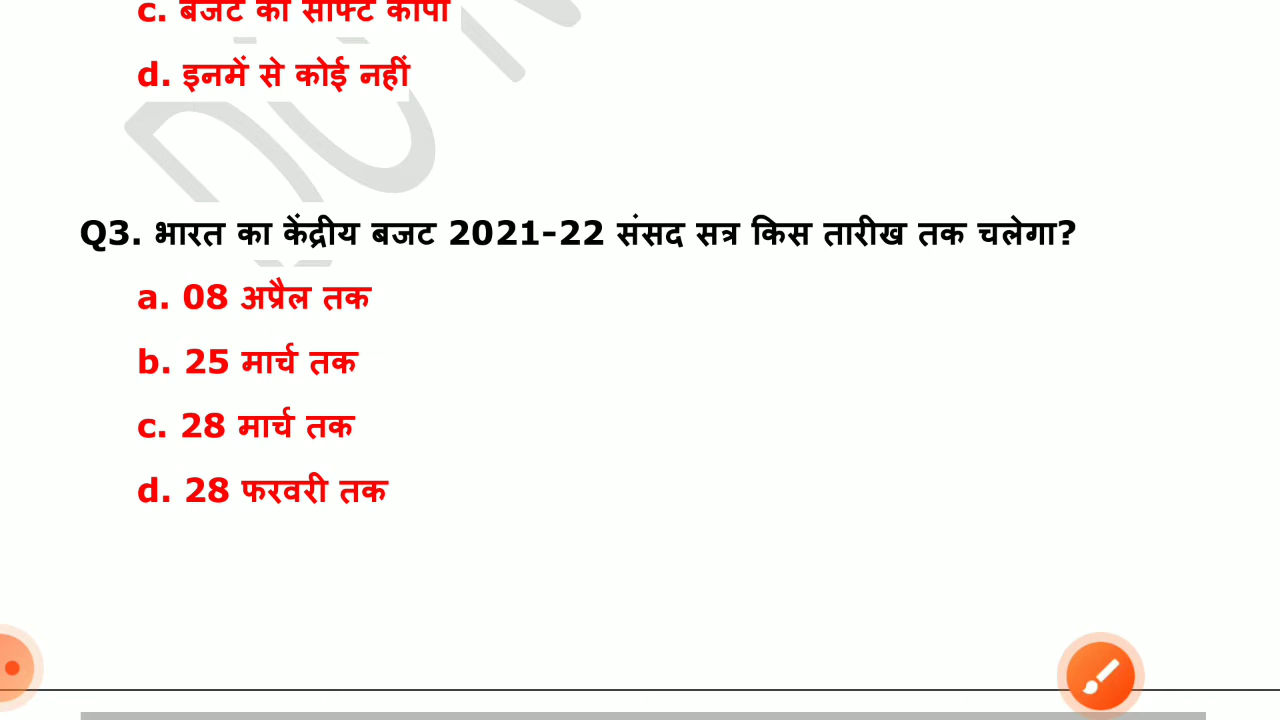 c. बजट की सॉफ्ट कॉपी
d. इनमें से कोई नहीं
Q3. भारत का केंद्रीय बजट 2021-22 संसद सत्र किस तारीख तक चलेगा?
a. 08 अप्रैल तक
b. 25 मार्च तक
c. 28 मार्च तक
d. 28 फरवरी तक